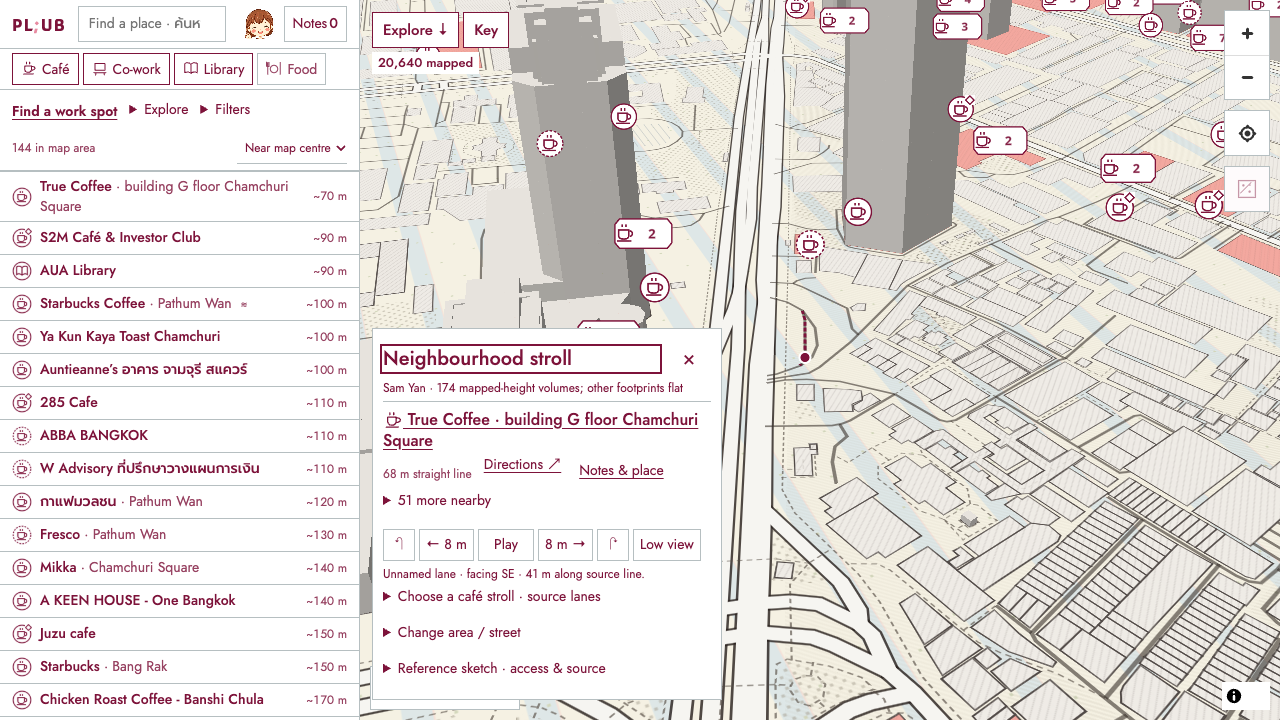 PL:UB
Find a place · ค้นหา
Notes 0
Café
Co-work
Library
Food
Find a work spot
▶ Explore
▶ Filters
144 in map area
Near map centre
True Coffee · building G floor Chamchuri Square
~70 m
S2M Café & Investor Club
~90 m
AUA Library
~90 m
Starbucks Coffee · Pathum Wan ≈
~100 m
Ya Kun Kaya Toast Chamchuri
~100 m
Auntieanne’s อาคาร จามจุรี สแควร์
~100 m
285 Cafe
~110 m
ABBA BANGKOK
~110 m
W Advisory ที่ปรึกษาวางแผนการเงิน
~110 m
กาแฟมวลชน · Pathum Wan
~120 m
Fresco · Pathum Wan
~130 m
Mikka · Chamchuri Square
~140 m
A KEEN HOUSE - One Bangkok
~140 m
Juzu cafe
~150 m
Starbucks · Bang Rak
~150 m
Chicken Roast Coffee - Banshi Chula
~170 m
Explore ↓
Key
20,640 mapped
2
3
2
2
2
7
+
−
Neighbourhood stroll
×
Sam Yan · 174 mapped-height volumes; other footprints flat
True Coffee · building G floor Chamchuri
Square
68 m straight line
Directions ↗
Notes & place
▶ 51 more nearby
← 8 m
Play
8 m →
Low view
Unnamed lane · facing SE · 41 m along source line.
▶ Choose a café stroll · source lanes
▶ Change area / street
▶ Reference sketch · access & source